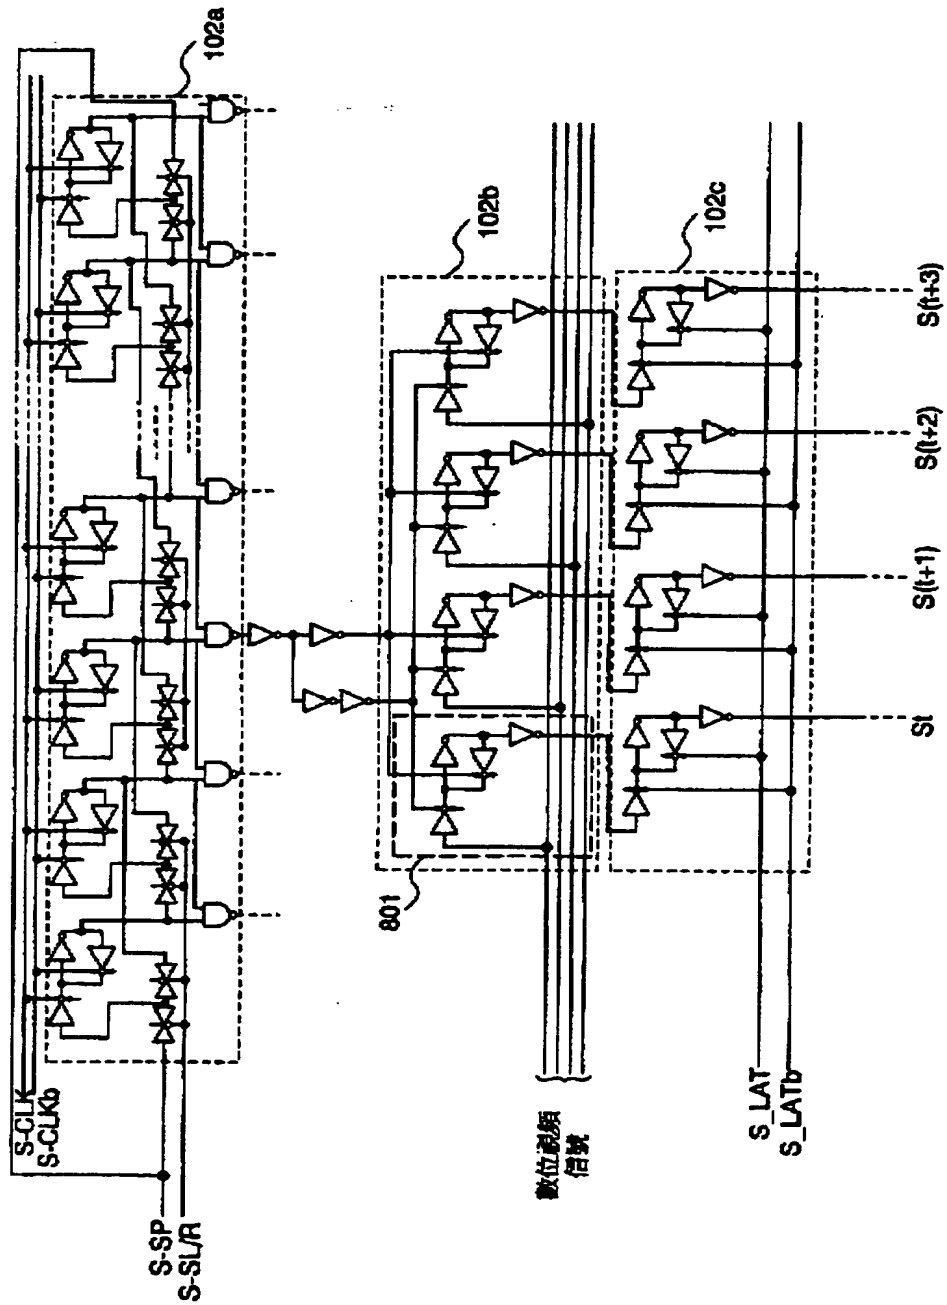 S-CLK
S-CLKb
S-SP
S-SL/R
102a
102b
801
數位視頻
信號
102c
S_LAT
S_LATb
St
S(t+1)
S(t+2)
S(t+3)